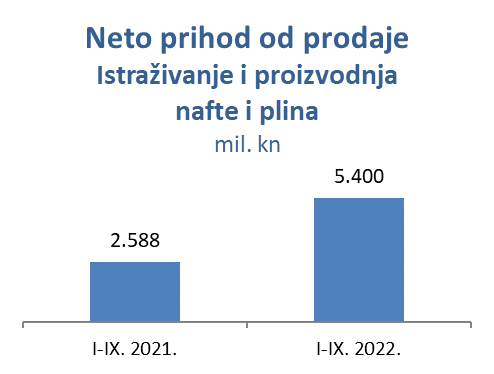 Neto prihod od prodaje
Istraživanje i proizvodnja
nafte i plina
mil. kn
5.400
2.588
I-IX. 2021.
I-IX. 2022.